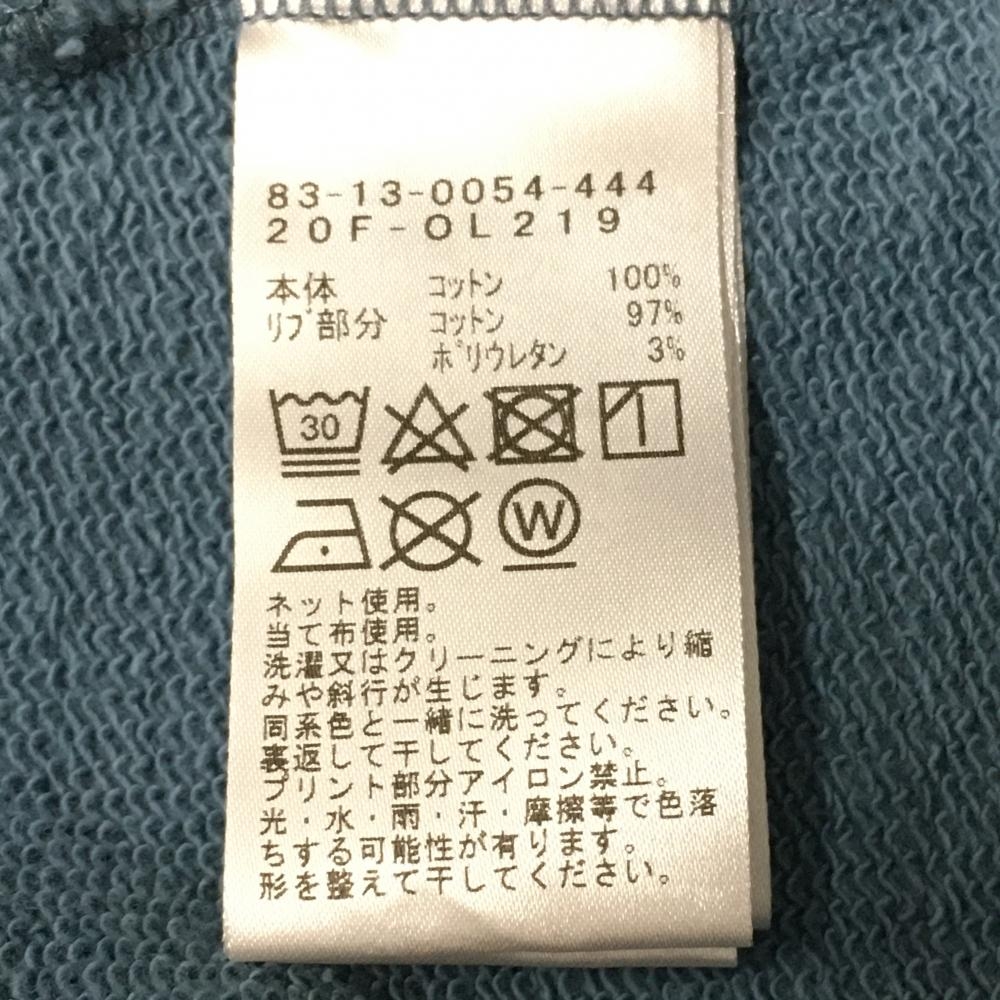 83-13-0054-444
20F-OL219
本体 コットン 100%
リブ部分 コットン 97%
ポリウレタン 3%
30
W
ネット使用。
当て布使用。
洗濯又はクリーニングにより縮
みや斜行が生じます。
同系色と一緒に洗ってください。
裏返して干してください。
プリント部分アイロン禁止。
光・水・雨・汗・摩擦等で色落
ちする可能性が有ります。
形を整えて干してください。